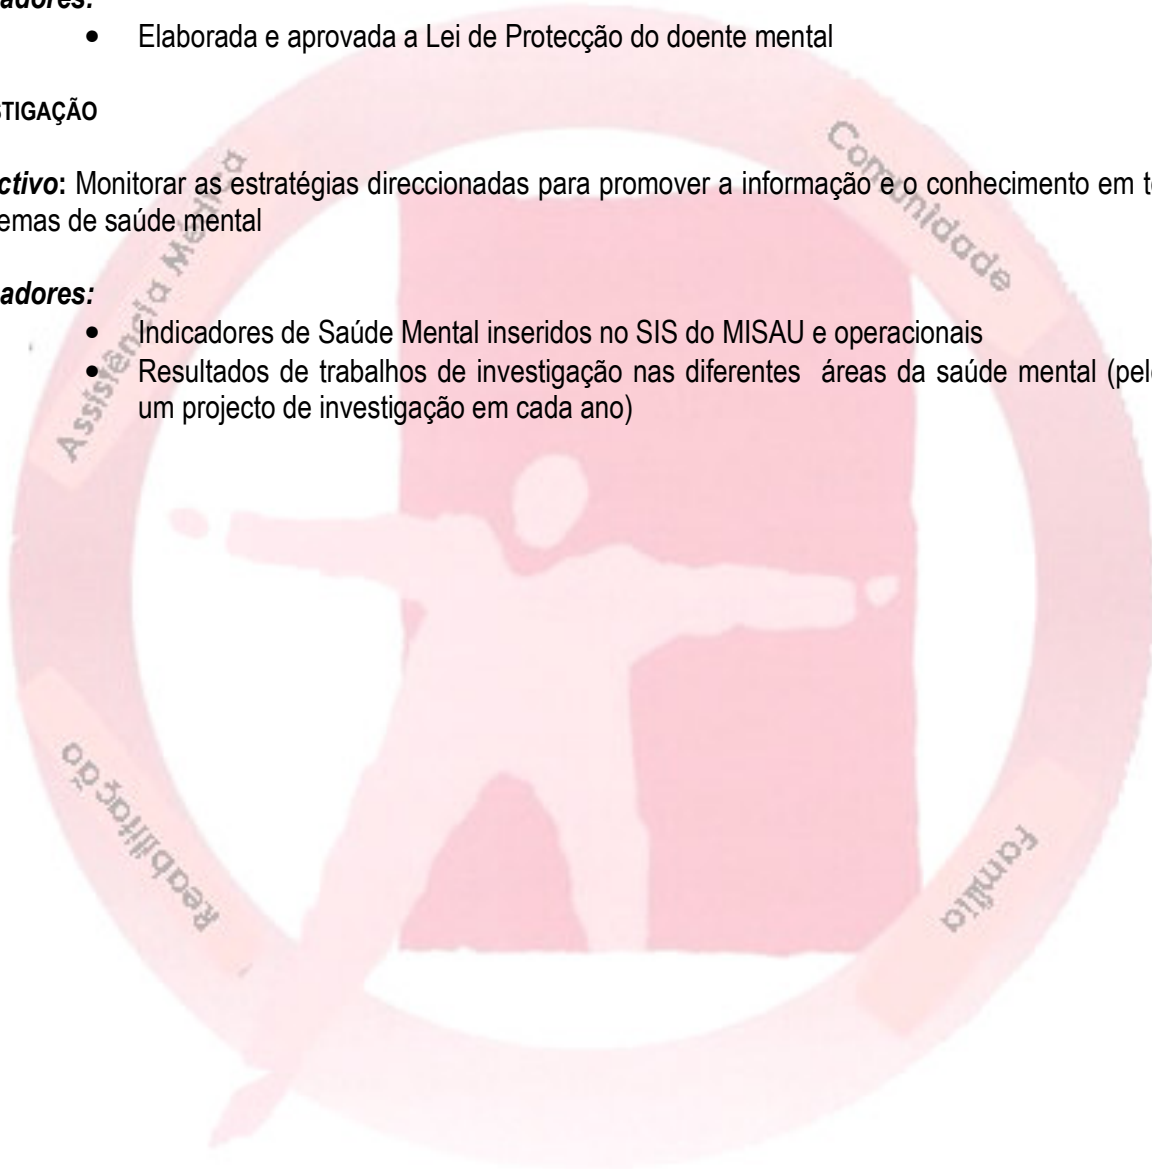 adores:
• Elaborada e aprovada a Lei de Protecção do doente mental
STIGAÇÃO
ctivo: Monitorar as estratégias direccionadas para promover a informação e o conhecimento em t
emas de saúde mental
adores:
• Indicadores de Saúde Mental inseridos no SIS do MISAU e operacionais
• Resultados de trabalhos de investigação nas diferentes áreas da saúde mental (pel
um projecto de investigação em cada ano)
Assistência Médica
Comunidade
Reabilitação
Família